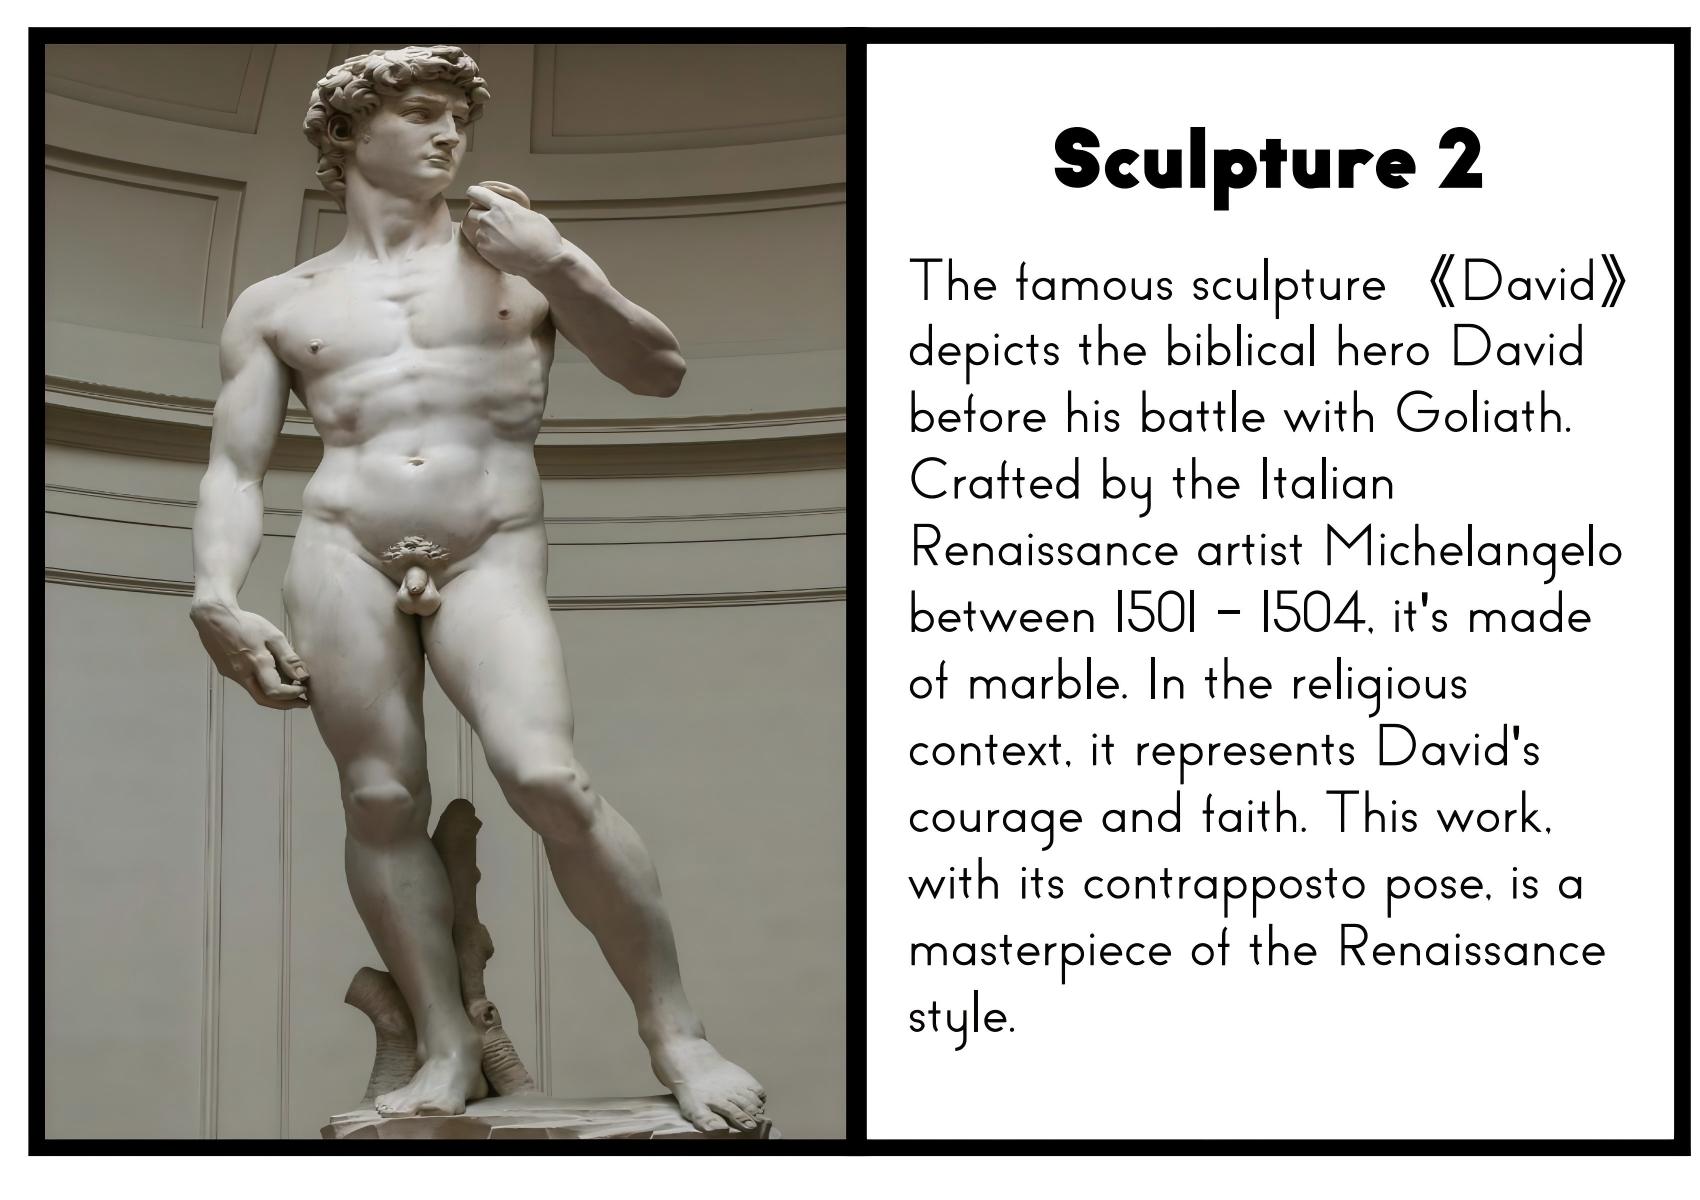 Sculpture 2
The famous sculpture 《David》
depicts the biblical hero David
before his battle with Goliath.
Crafted by the Italian
Renaissance artist Michelangelo
between 1501 - 1504, it's made
of marble. In the religious
context, it represents David's
courage and faith. This work,
with its contrapposto pose, is a
masterpiece of the Renaissance
style.